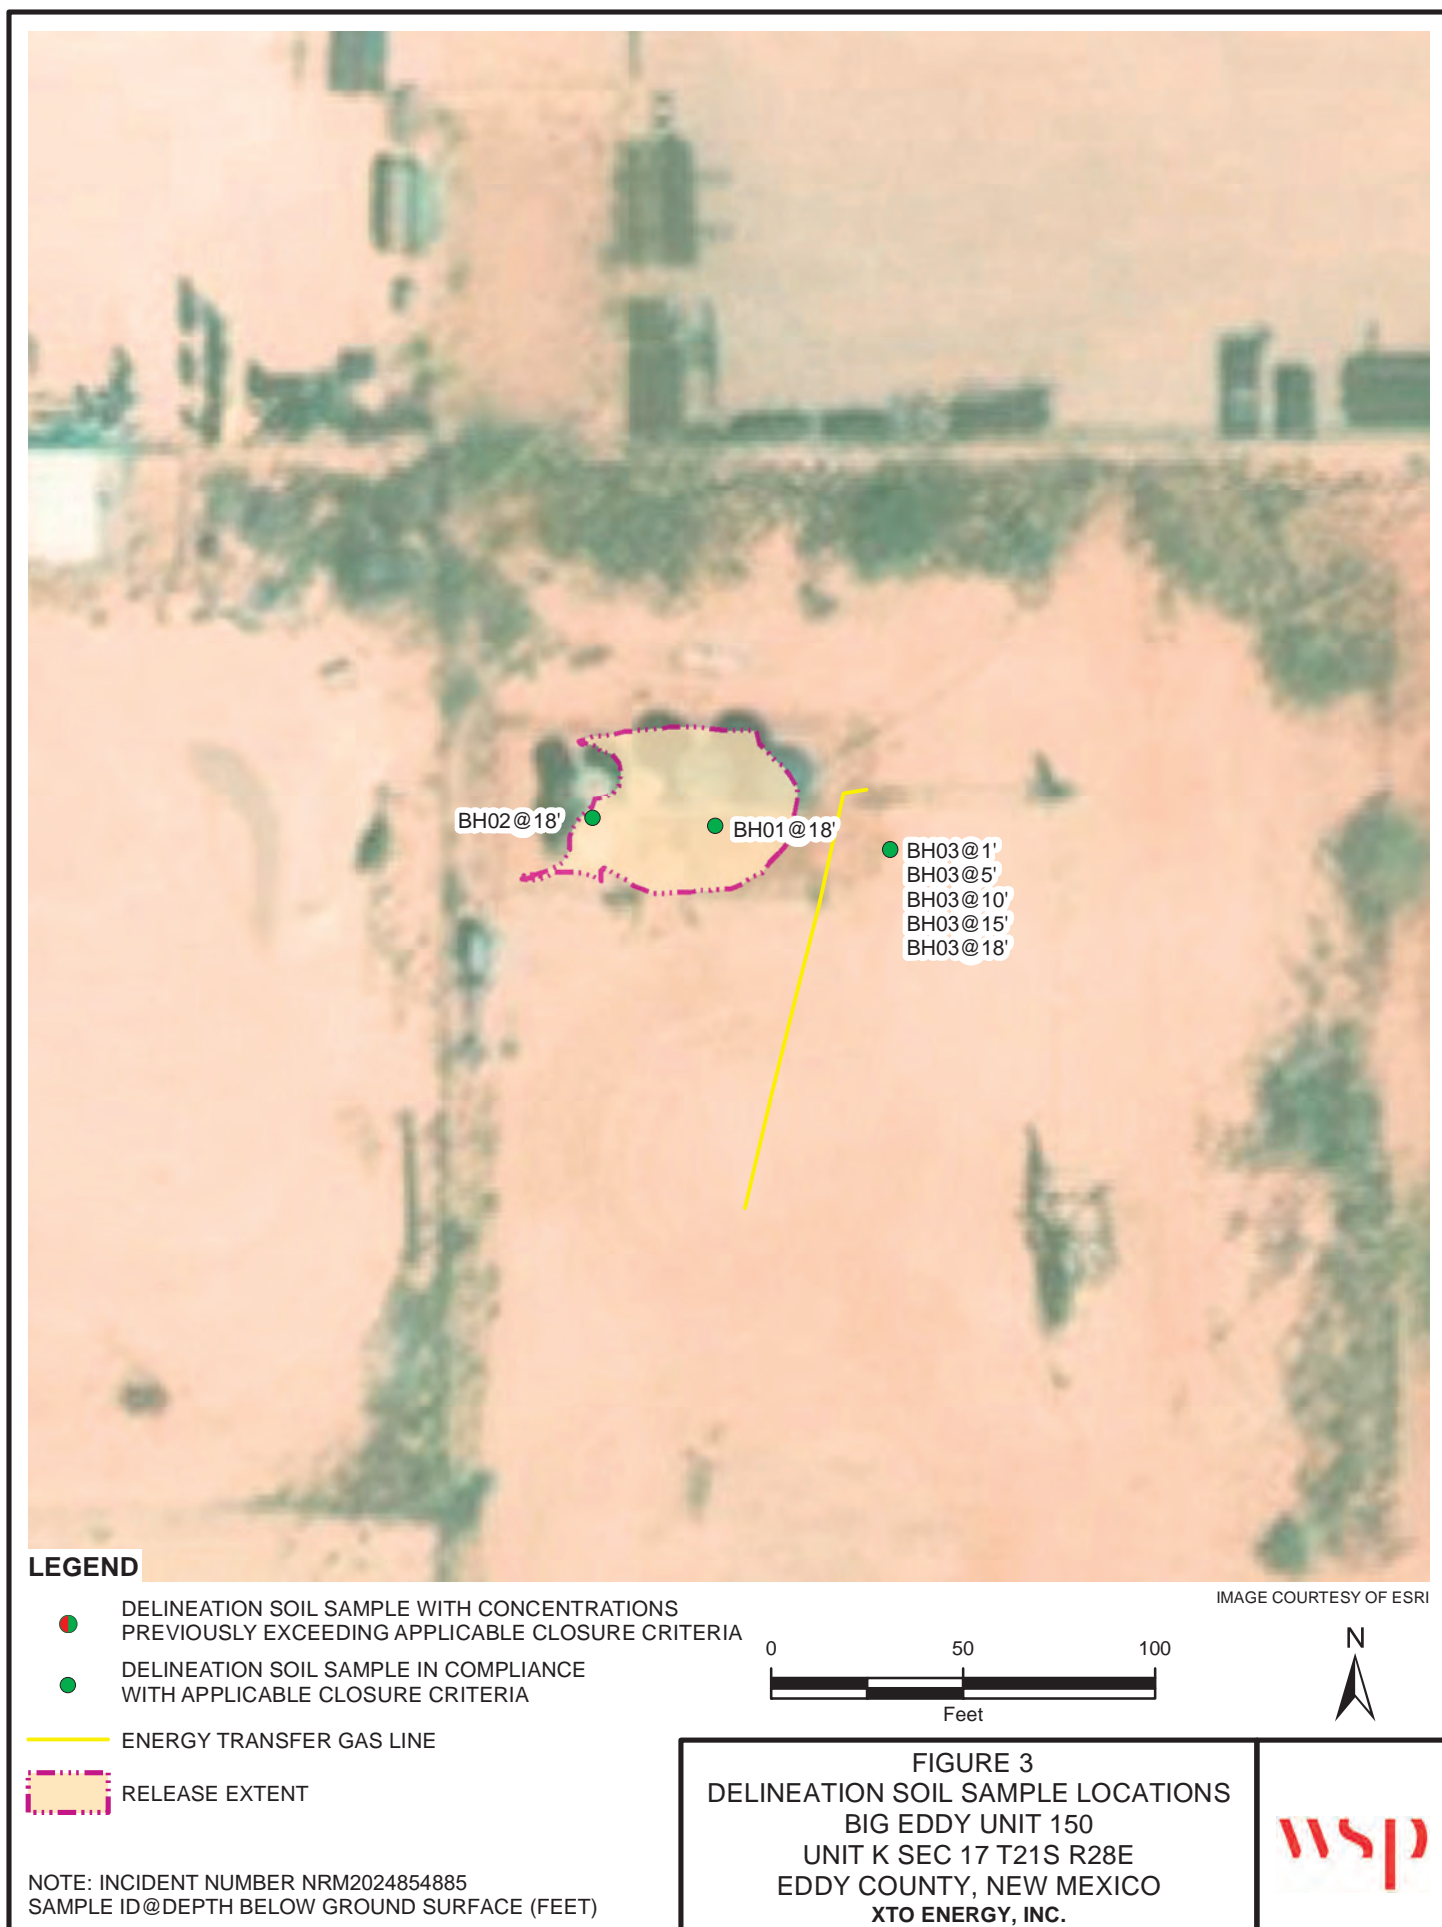 BH02@18'
BH01@18'
BH03@1'
BH03@5'
BH03@10'
BH03@15'
BH03@18'
LEGEND
DELINEATION SOIL SAMPLE WITH CONCENTRATIONS
PREVIOUSLY EXCEEDING APPLICABLE CLOSURE CRITERIA
DELINEATION SOIL SAMPLE IN COMPLIANCE
WITH APPLICABLE CLOSURE CRITERIA
ENERGY TRANSFER GAS LINE
RELEASE EXTENT
NOTE: INCIDENT NUMBER NRM2024854885
SAMPLE ID@DEPTH BELOW GROUND SURFACE (FEET)
IMAGE COURTESY OF ESRI
0 50 100
Feet
N
FIGURE 3
DELINEATION SOIL SAMPLE LOCATIONS
BIG EDDY UNIT 150
UNIT K SEC 17 T21S R28E
EDDY COUNTY, NEW MEXICO
XTO ENERGY, INC.
wsp